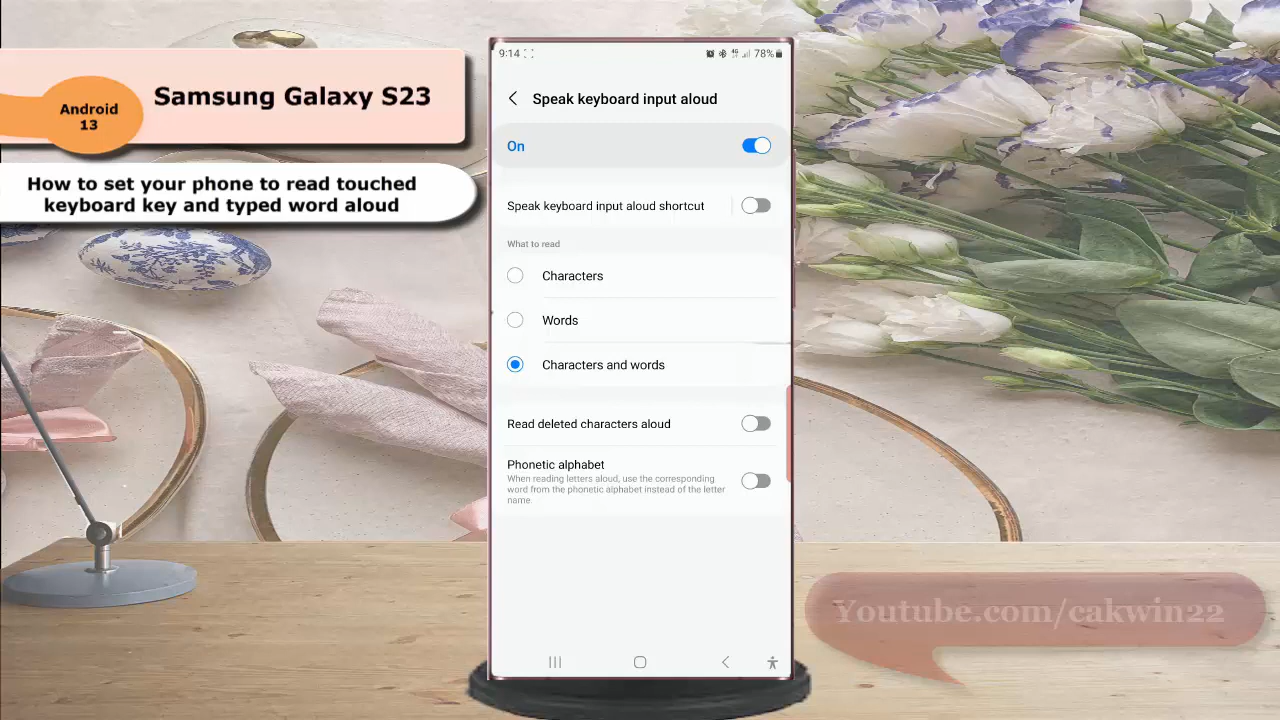 Android
13
Samsung Galaxy S23
How to set your phone to read touched
keyboard key and typed word aloud
9:14
4G
78%
Speak keyboard input aloud
On
Speak keyboard input aloud shortcut
What to read
Characters
Words
Characters and words
Read deleted characters aloud
Phonetic alphabet
When reading letters aloud, use the corresponding
word from the phonetic alphabet instead of the letter
name.
Youtube.com/cakwin22